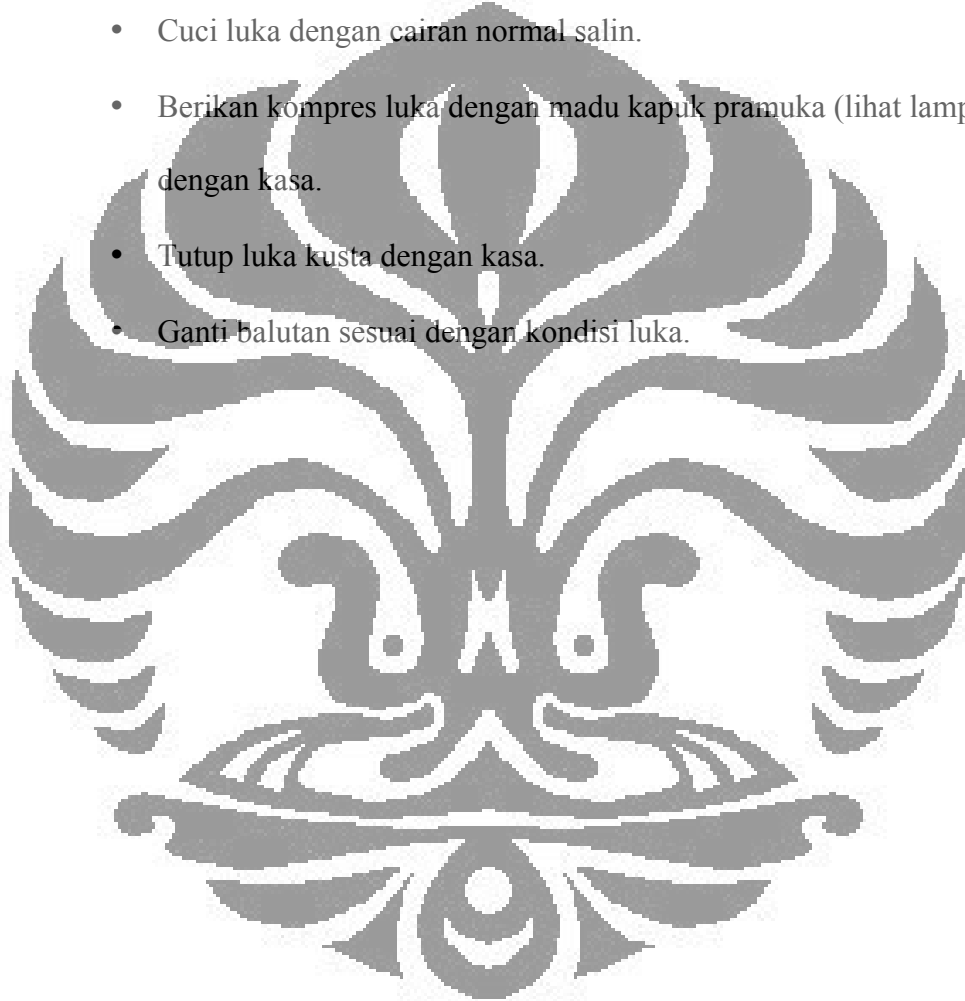 • Cuci luka dengan cairan normal salin.
• Berikan kompres luka dengan madu kapuk pramuka (lihat lamp
dengan kasa.
• Tutup luka kusta dengan kasa.
• Ganti balutan sesuai dengan kondisi luka.